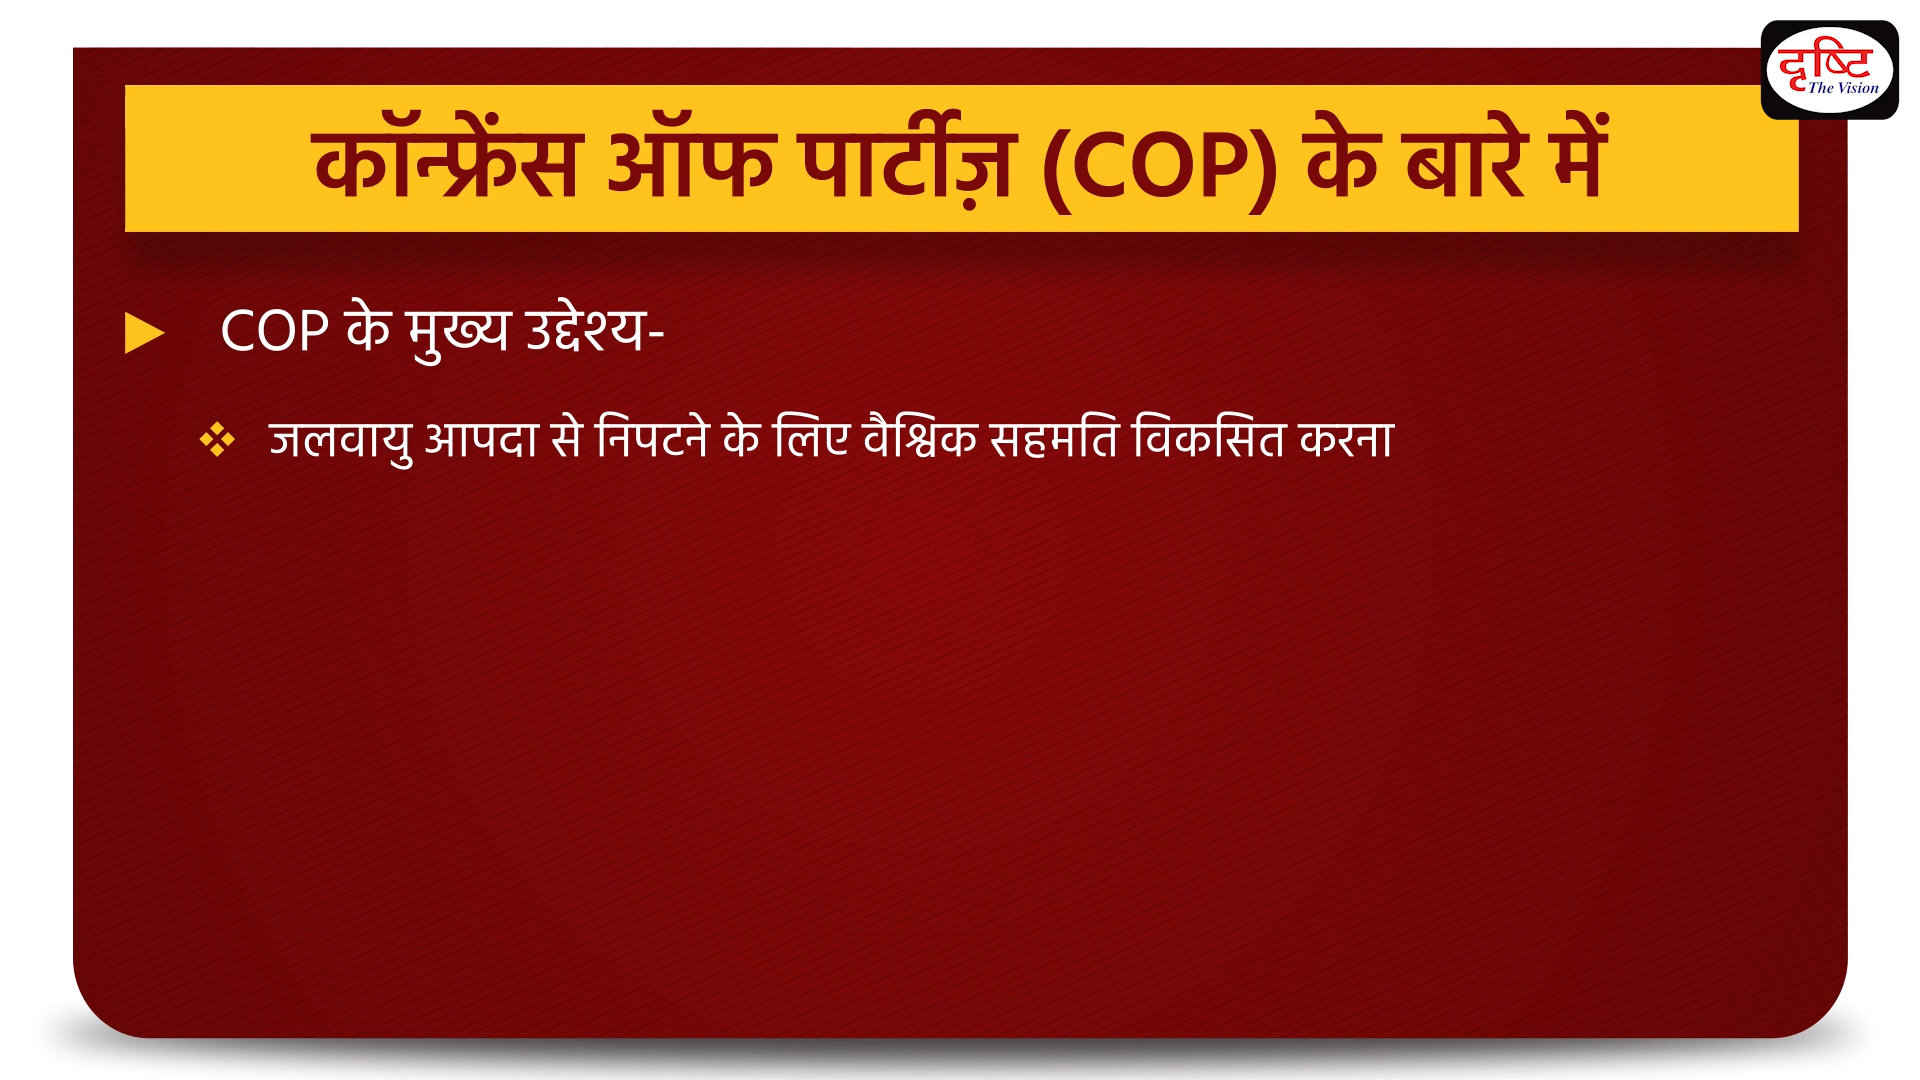 दृष्टि
The Vision
कॉन्फ्रेंस ऑफ पार्टीज़ (COP) के बारे में
COP के मुख्य उद्देश्य-
जलवायु आपदा से निपटने के लिए वैश्विक सहमति विकसित करना